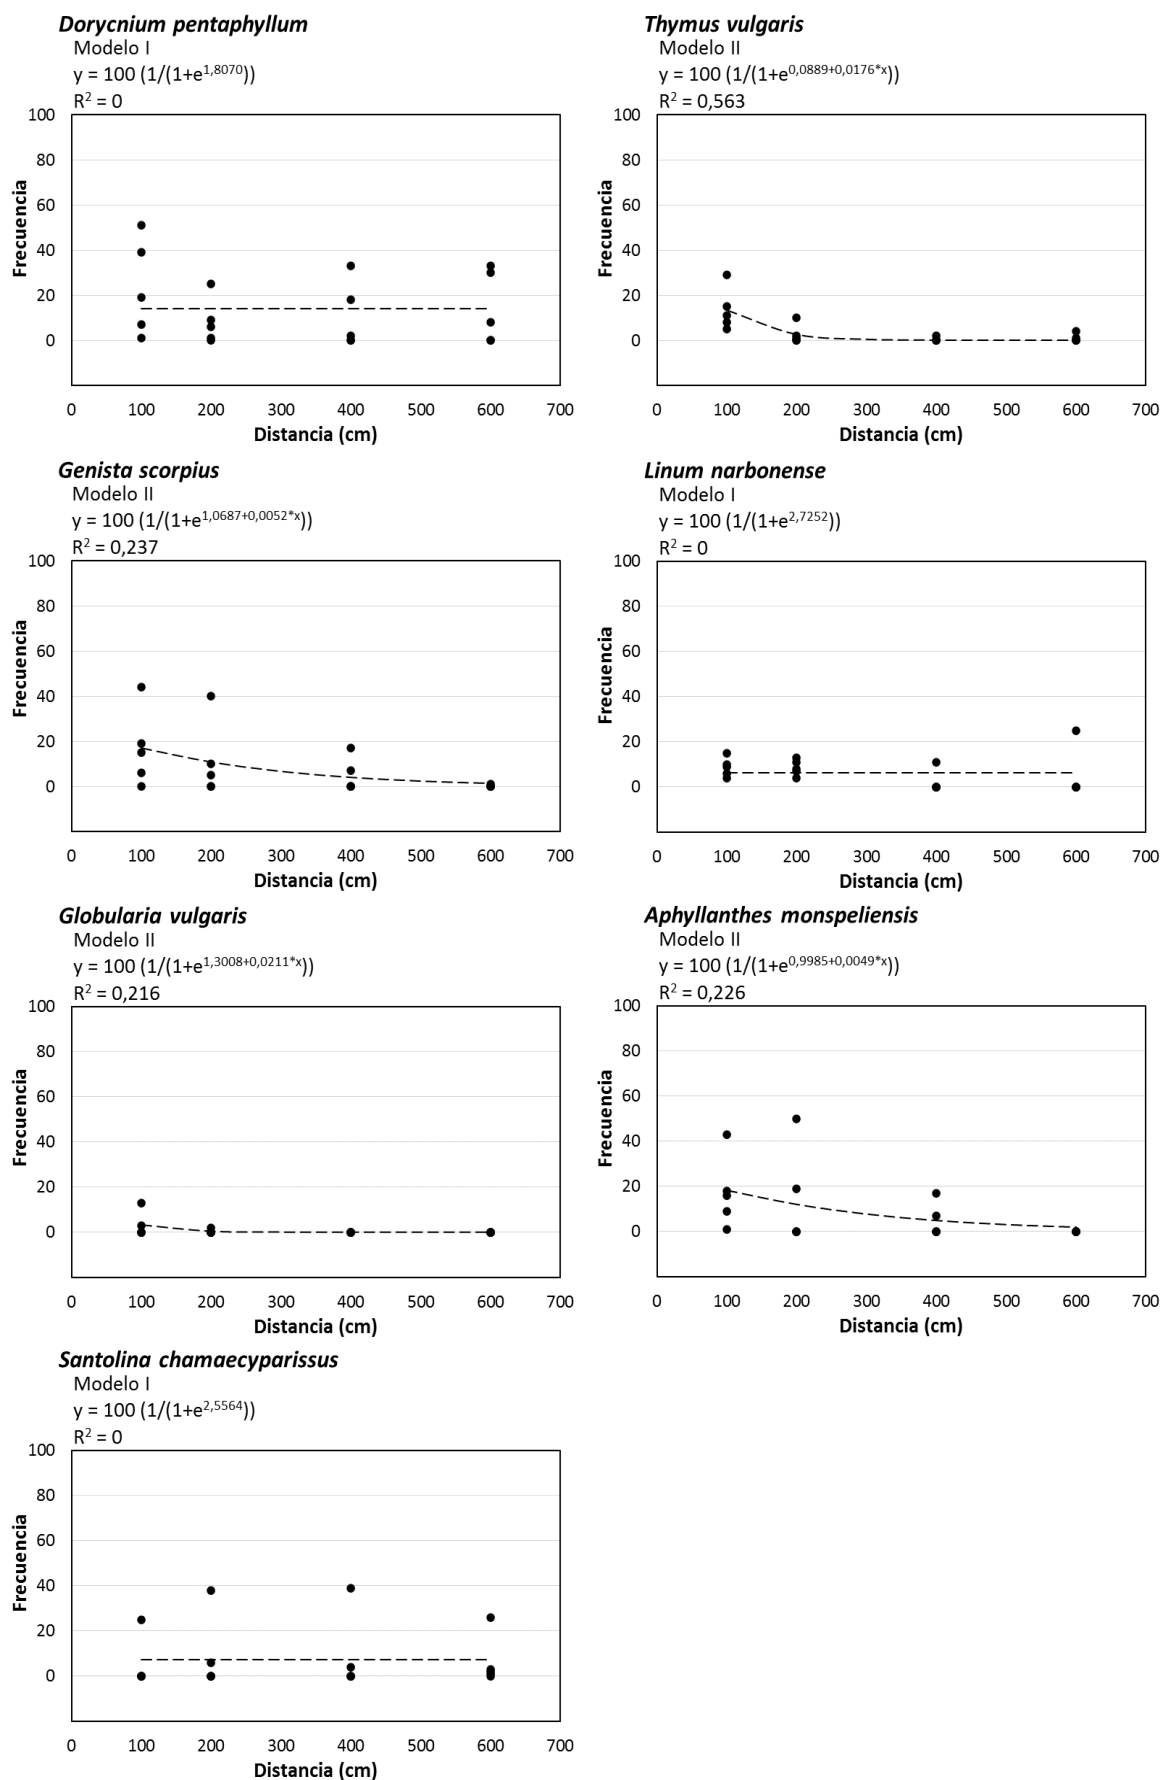 Dorycnium pentaphyllum
Modelo I
y = 100 (1/(1+e^1,8070))
R² = 0
100
80
60
40
20
0
Frecuencia
0 100 200 300 400 500 600 700
Distancia (cm)
Thymus vulgaris
Modelo II
y = 100 (1/(1+e^0,0889+0,0176*x))
R² = 0,563
100
80
60
40
20
0
Frecuencia
0 100 200 300 400 500 600 700
Distancia (cm)
Genista scorpius
Modelo II
y = 100 (1/(1+e^1,0687+0,0052*x))
R² = 0,237
100
80
60
40
20
0
Frecuencia
0 100 200 300 400 500 600 700
Distancia (cm)
Linum narbonense
Modelo I
y = 100 (1/(1+e^2,7252))
R² = 0
100
80
60
40
20
0
Frecuencia
0 100 200 300 400 500 600 700
Distancia (cm)
Globularia vulgaris
Modelo II
y = 100 (1/(1+e^1,3008+0,0211*x))
R² = 0,216
100
80
60
40
20
0
Frecuencia
0 100 200 300 400 500 600 700
Distancia (cm)
Aphyllanthes monspeliensis
Modelo II
y = 100 (1/(1+e^0,9985+0,0049*x))
R² = 0,226
100
80
60
40
20
0
Frecuencia
0 100 200 300 400 500 600 700
Distancia (cm)
Santolina chamaecyparissus
Modelo I
y = 100 (1/(1+e^2,5564))
R² = 0
100
80
60
40
20
0
Frecuencia
0 100 200 300 400 500 600 700
Distancia (cm)